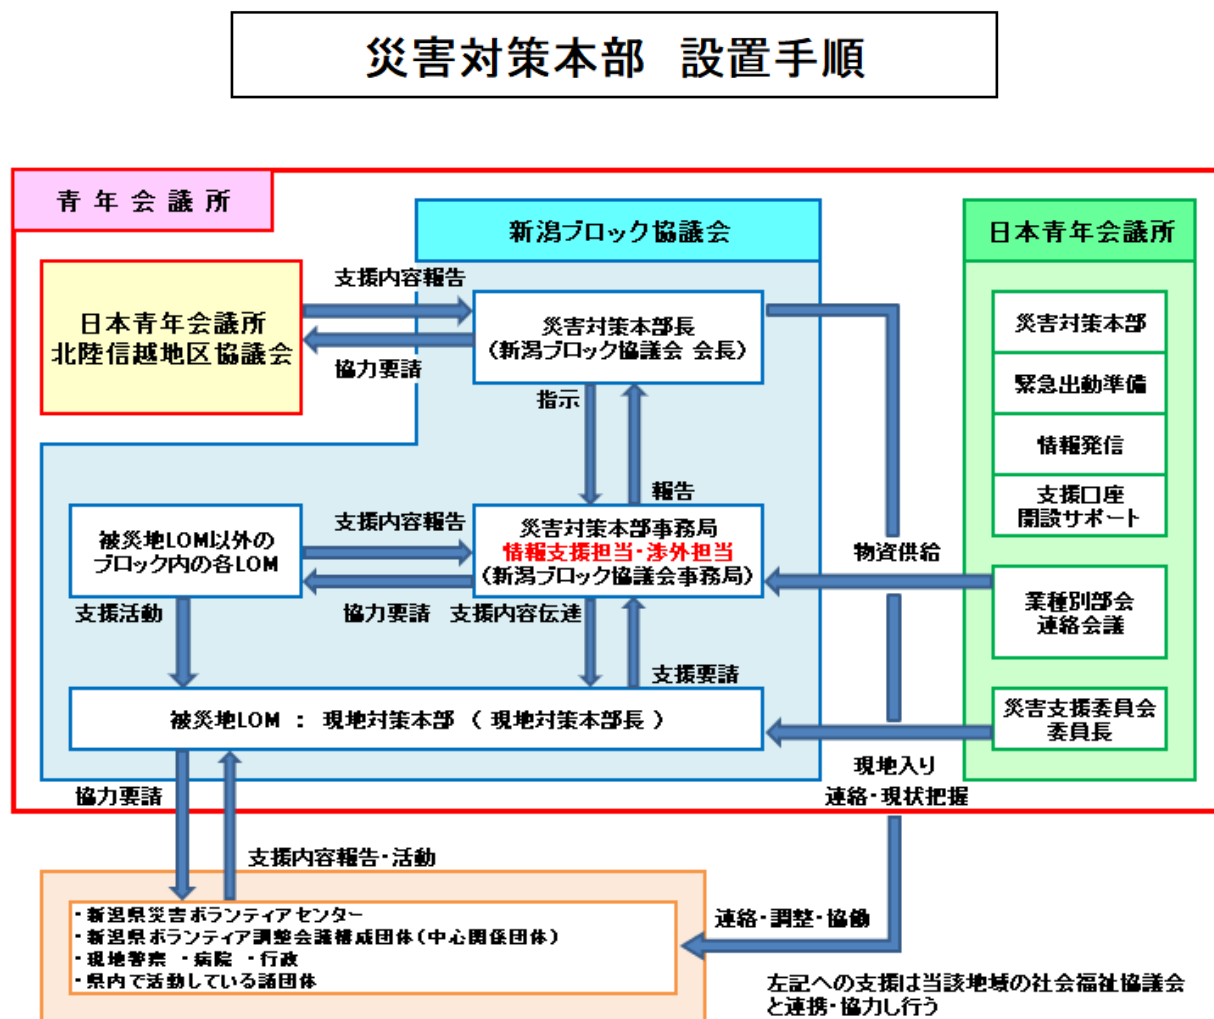 災害対策本部 設置手順
青年会議所
新潟ブロック協議会
日本青年会議所
日本青年会議所
北陸信越地区協議会
支援内容報告
協力要請
災害対策本部長
（新潟ブロック協議会 会長）
指示
報告
災害対策本部
緊急出動準備
情報発信
支援口座
開設サポート
被災地LOM以外の
ブロック内の各LOM
支援内容報告
協力要請
災害対策本部事務局
情報支援担当・渉外担当
（新潟ブロック協議会事務局）
物資供給
業種別部会
連絡会議
支援活動
支援内容伝達
支援要請
被災地LOM ： 現地対策本部 （ 現地対策本部長 ）
災害支援委員会
委員長
現地入り
連絡・現状把握
協力要請
支援内容報告・活動
・新潟県災害ボランティアセンター
・新潟県ボランティア調整会議構成団体（中心関係団体）
・現地警察 ・病院 ・行政
・県内で活動している諸団体
連絡・調整・協働
左記への支援は当該地域の社会福祉協議会
と連携・協力し行う